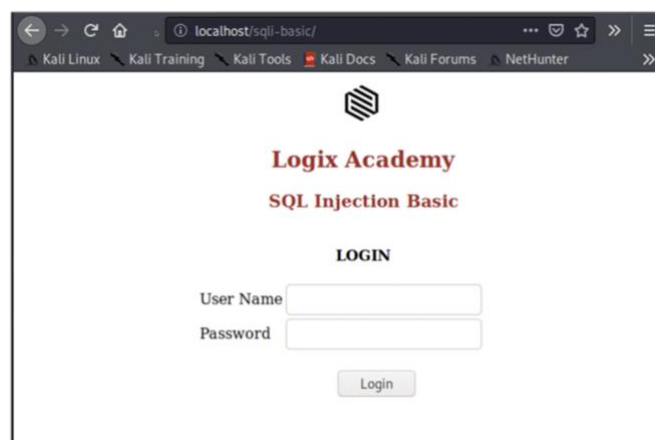 localhost/sqli-basic/
Kali Linux Kali Training Kali Tools Kali Docs Kali Forums NetHunter
Logix Academy
SQL Injection Basic
LOGIN
User Name
Password
Login